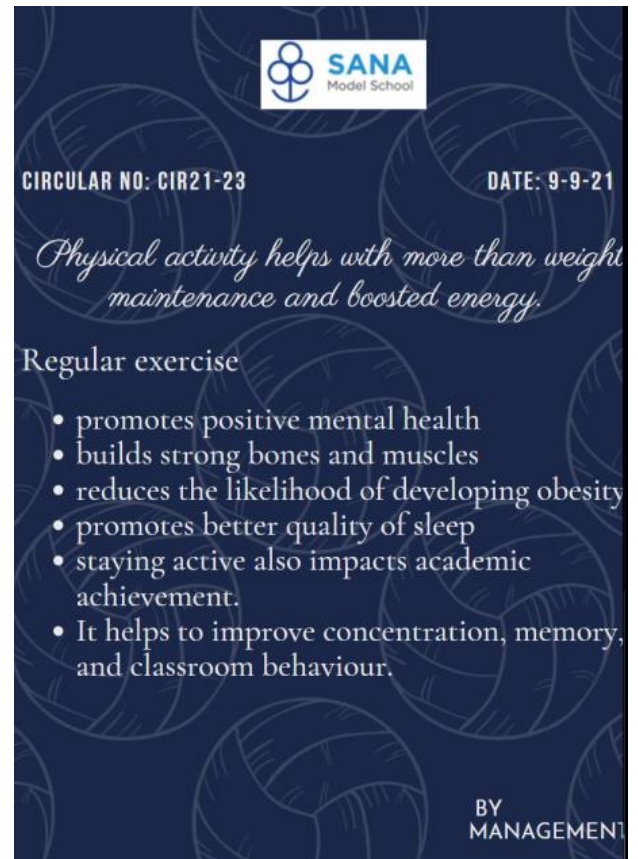 SANA
Model School
CIRCULAR NO: CIR21-23
DATE: 9-9-21
Physical activity helps with more than weight
maintenance and boosted energy.
Regular exercise
• promotes positive mental health
• builds strong bones and muscles
• reduces the likelihood of developing obesity
• promotes better quality of sleep
• staying active also impacts academic
achievement.
• It helps to improve concentration, memory,
and classroom behaviour.
BY
MANAGEMENT